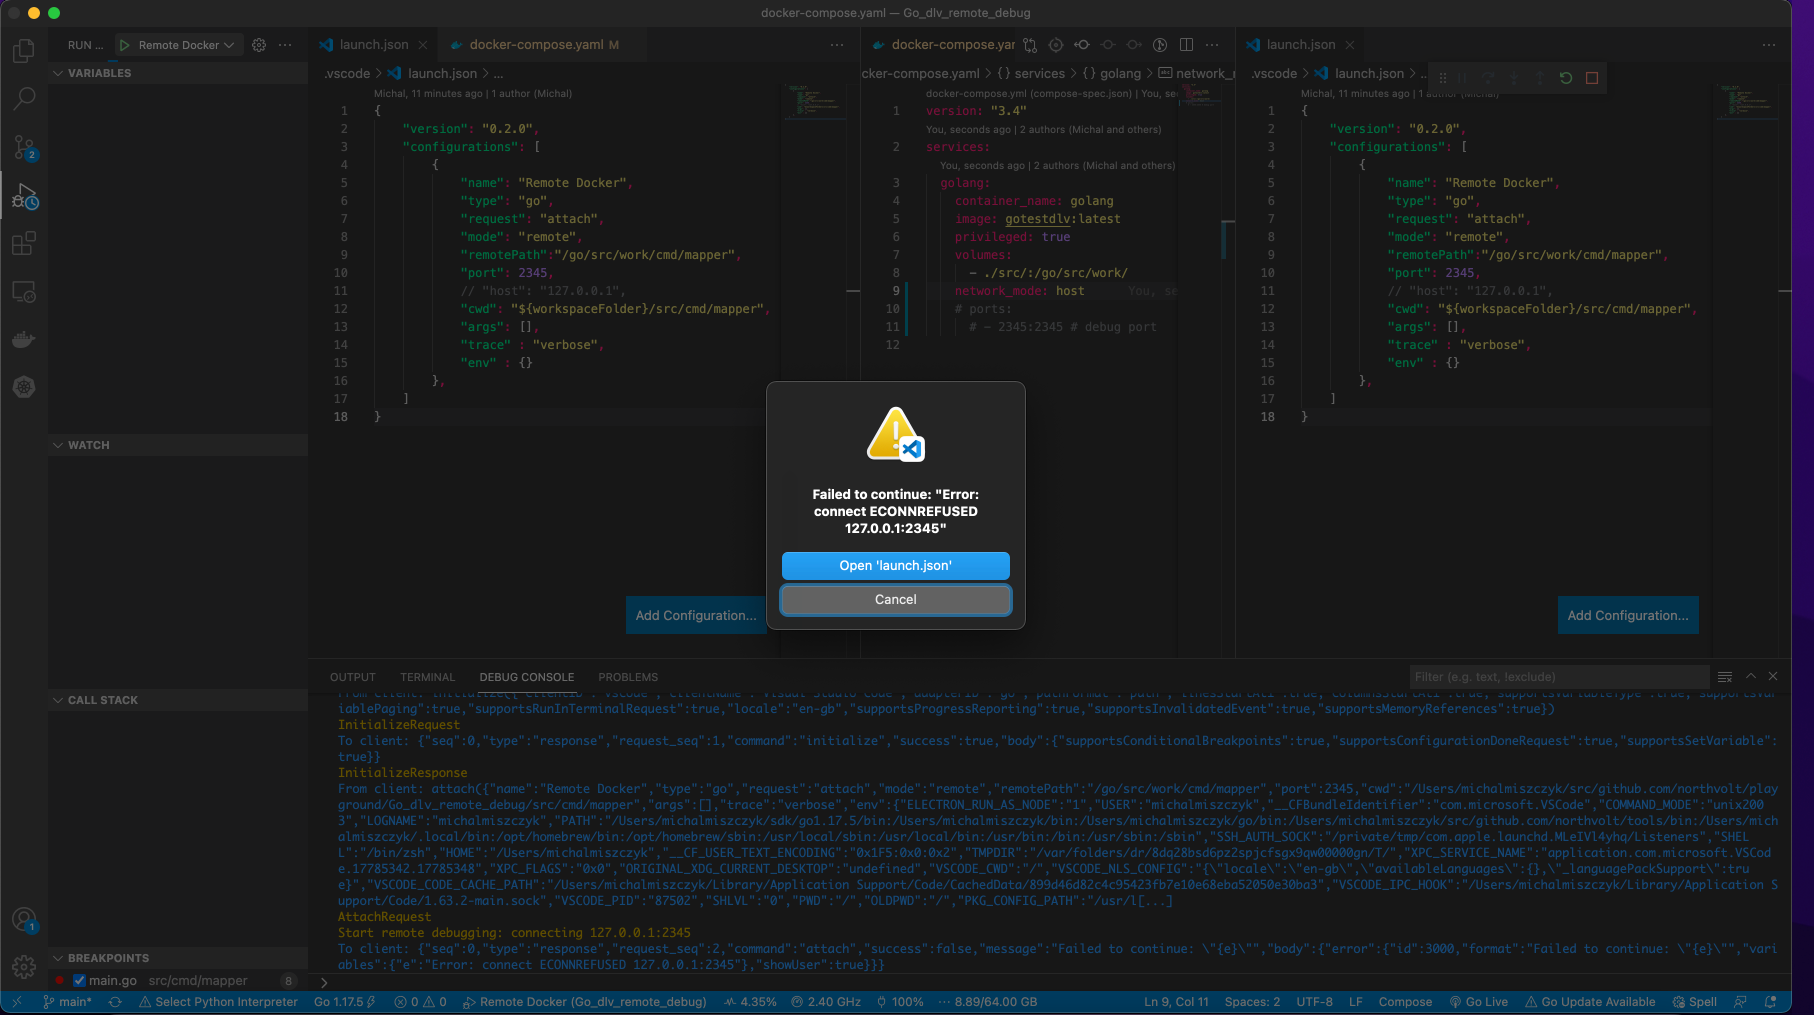 docker-compose.yaml — Go_dlv_remote_debug
RUN ...
Remote Docker
launch.json
docker-compose.yaml M
docker-compose.yar
launch.json
VARIABLES
.vscode > launch.json > ...
cker-compose.yaml > {} services > {} golang > network_r
.vscode > launch.json > ..
Michal, 11 minutes ago | 1 author (Michal)
1 {
2 "version": "0.2.0",
3 "configurations": [
4 {
5 "name": "Remote Docker",
6 "type": "go",
7 "request": "attach",
8 "mode": "remote",
9 "remotePath":"/go/src/work/cmd/mapper",
10 "port": 2345,
11 // "host": "127.0.0.1",
12 "cwd": "${workspaceFolder}/src/cmd/mapper",
13 "args": [],
14 "trace" : "verbose",
15 "env" : {}
16 },
17 ]
18 }
docker-compose.yml (compose-spec.json) | You, se
1 version: "3.4"
You, seconds ago | 2 authors (Michal and others)
2 services:
You, seconds ago | 2 authors (Michal and others)
3 golang:
4 container_name: golang
5 image: gotestdlv:latest
6 privileged: true
7 volumes:
8 - ./src/:/go/src/work/
9 network_mode: host You, se
10 # ports:
11 # - 2345:2345 # debug port
12
Michal, 11 minutes ago | 1 author (Michal)
1 {
2 "version": "0.2.0",
3 "configurations": [
4 {
5 "name": "Remote Docker",
6 "type": "go",
7 "request": "attach",
8 "mode": "remote",
9 "remotePath":"/go/src/work/cmd/mapper",
10 "port": 2345,
11 // "host": "127.0.0.1",
12 "cwd": "${workspaceFolder}/src/cmd/mapper",
13 "args": [],
14 "trace" : "verbose",
15 "env" : {}
16 },
17 ]
18 }
WATCH
Failed to continue: "Error:
connect ECONNREFUSED
127.0.0.1:2345"
Open 'launch.json'
Cancel
Add Configuration...
Add Configuration...
OUTPUT TERMINAL DEBUG CONSOLE PROBLEMS
Filter (e.g. text, !exclude)
CALL STACK
iablePaging":true,"supportsRunInTerminalRequest":true,"locale":"en-gb","supportsProgressReporting":true,"supportsInvalidatedEvent":true,"supportsMemoryReferences":true})
InitializeRequest
To client: {"seq":0,"type":"response","request_seq":1,"command":"initialize","success":true,"body":{"supportsConditionalBreakpoints":true,"supportsConfigurationDoneRequest":true,"supportsSetVariable":
true}}
InitializeResponse
From client: attach({"name":"Remote Docker","type":"go","request":"attach","mode":"remote","remotePath":"/go/src/work/cmd/mapper","port":2345,"cwd":"/Users/michalmiszczyk/src/github.com/northvolt/play
ground/Go_dlv_remote_debug/src/cmd/mapper","args":[],"trace":"verbose","env":{"ELECTRON_RUN_AS_NODE":"1","USER":"michalmiszczyk","__CFBundleIdentifier":"com.microsoft.VSCode","COMMAND_MODE":"unix200
3","LOGNAME":"michalmiszczyk","PATH":"/Users/michalmiszczyk/sdk/go1.17.5/bin:/Users/michalmiszczyk/bin:/Users/michalmiszczyk/go/bin:/Users/michalmiszczyk/src/github.com/northvolt/tools/bin:/Users/mich
almiszczyk/.local/bin:/opt/homebrew/bin:/opt/homebrew/sbin:/usr/local/sbin:/usr/local/bin:/usr/bin:/bin:/usr/sbin:/sbin","SSH_AUTH_SOCK":"/private/tmp/com.apple.launchd.MLeIVl4yhq/Listeners","SHEL
L":"/bin/zsh","HOME":"/Users/michalmiszczyk","__CF_USER_TEXT_ENCODING":"0x1F5:0x0:0x2","TMPDIR":"/var/folders/dr/8dq28bsd6pz2spjcfsgx9qw00000gn/T/","XPC_SERVICE_NAME":"application.com.microsoft.VSCo
de.17785342.17785348","XPC_FLAGS":"0x0","ORIGINAL_XDG_CURRENT_DESKTOP":"undefined","VSCODE_CWD":"/","VSCODE_NLS_CONFIG":"{\"locale\":\"en-gb\",\"availableLanguages\":{},\"_languagePackSupport\":tru
e}","VSCODE_CODE_CACHE_PATH":"/Users/michalmiszczyk/Library/Application Support/Code/CachedData/899d46d82c4c95423fb7e10e68eba52050e30ba3","VSCODE_IPC_HOOK":"/Users/michalmiszczyk/Library/Application S
upport/Code/1.63.2-main.sock","VSCODE_PID":"87502","SHLVL":"0","PWD":"/","OLDPWD":"/","PKG_CONFIG_PATH":"/usr/l[...]
AttachRequest
Start remote debugging: connecting 127.0.0.1:2345
To client: {"seq":0,"type":"response","request_seq":2,"command":"attach","success":false,"message":"Failed to continue: \"{e}\"","body":{"error":{"id":3000,"format":"Failed to continue: \"{e}\"","vari
ables":{"e":"Error: connect ECONNREFUSED 127.0.0.1:2345"},"showUser":true}}}
BREAKPOINTS
main.go src/cmd/mapper 8
2
1
main* Select Python Interpreter Go 1.17.5 0 0 Remote Docker (Go_dlv_remote_debug) 4.35% 2.40 GHz 100% 8.89/64.00 GB Ln 9, Col 11 Spaces: 2 UTF-8 LF Compose Go Live Go Update Available Spell